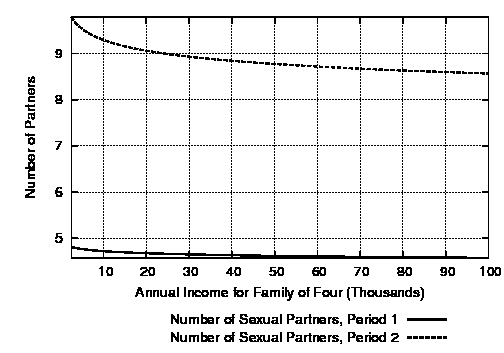 9
8
7
6
5
10 20 30 40 50 60 70 80 90 100
Number of Partners
Annual Income for Family of Four (Thousands)
Number of Sexual Partners, Period 1
Number of Sexual Partners, Period 2